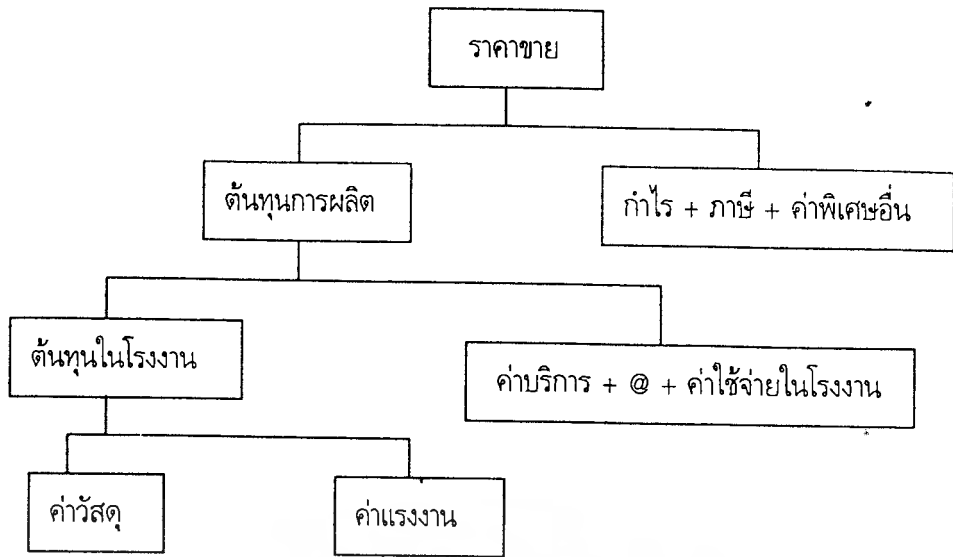 ราคาขาย
ต้นทุนการผลิต
กำไร + ภาษี + ค่าพิเศษอื่น
ต้นทุนในโรงงาน
ค่าบริการ + @ + ค่าใช้จ่ายในโรงงาน
ค่าวัสดุ
ค่าแรงงาน